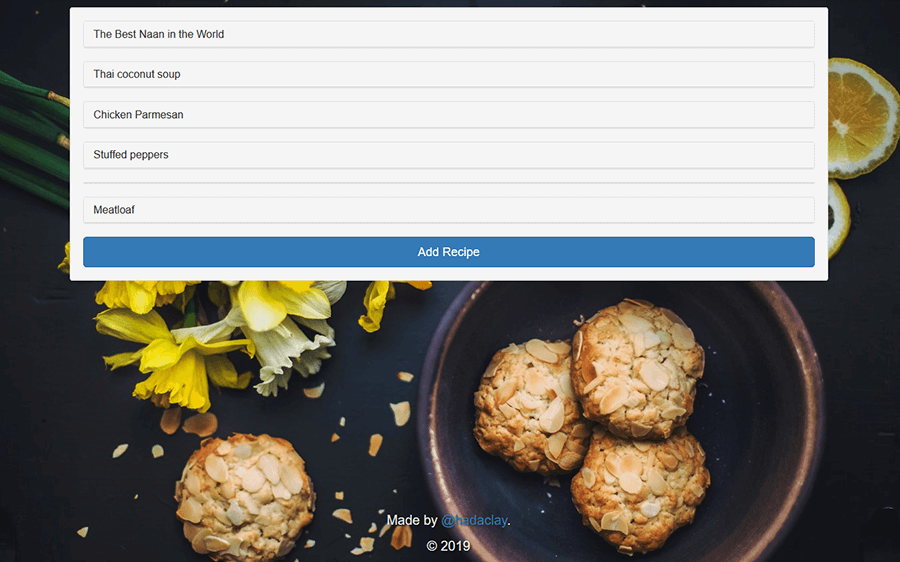 The Best Naan in the World
Thai coconut soup
Chicken Parmesan
Stuffed peppers
Meatloaf
Add Recipe
Made by @hadaclay.
© 2019